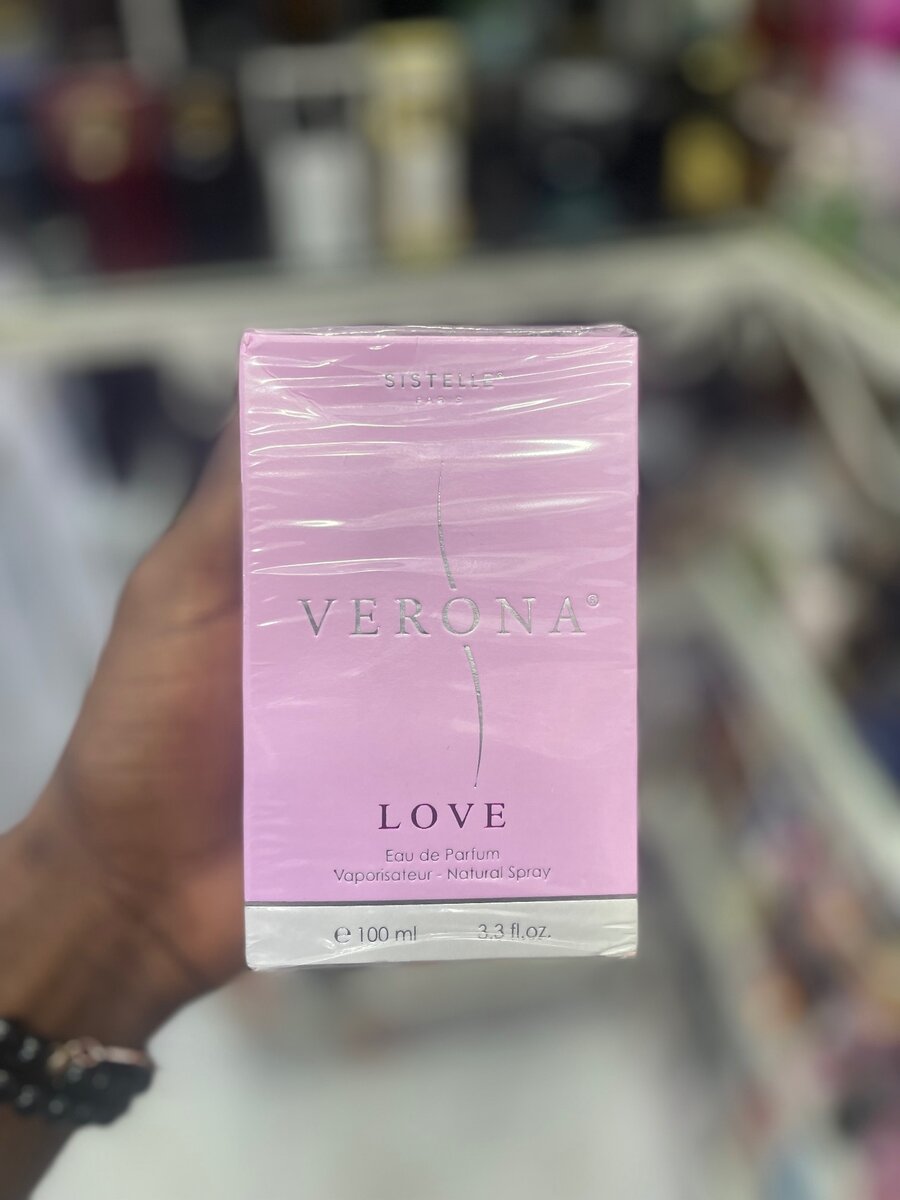 SISTELLE®
PARIS
VERONA®
LOVE
Eau de Parfum
Vaporisateur - Natural Spray
℮ 100 ml 3.3 fl.oz.